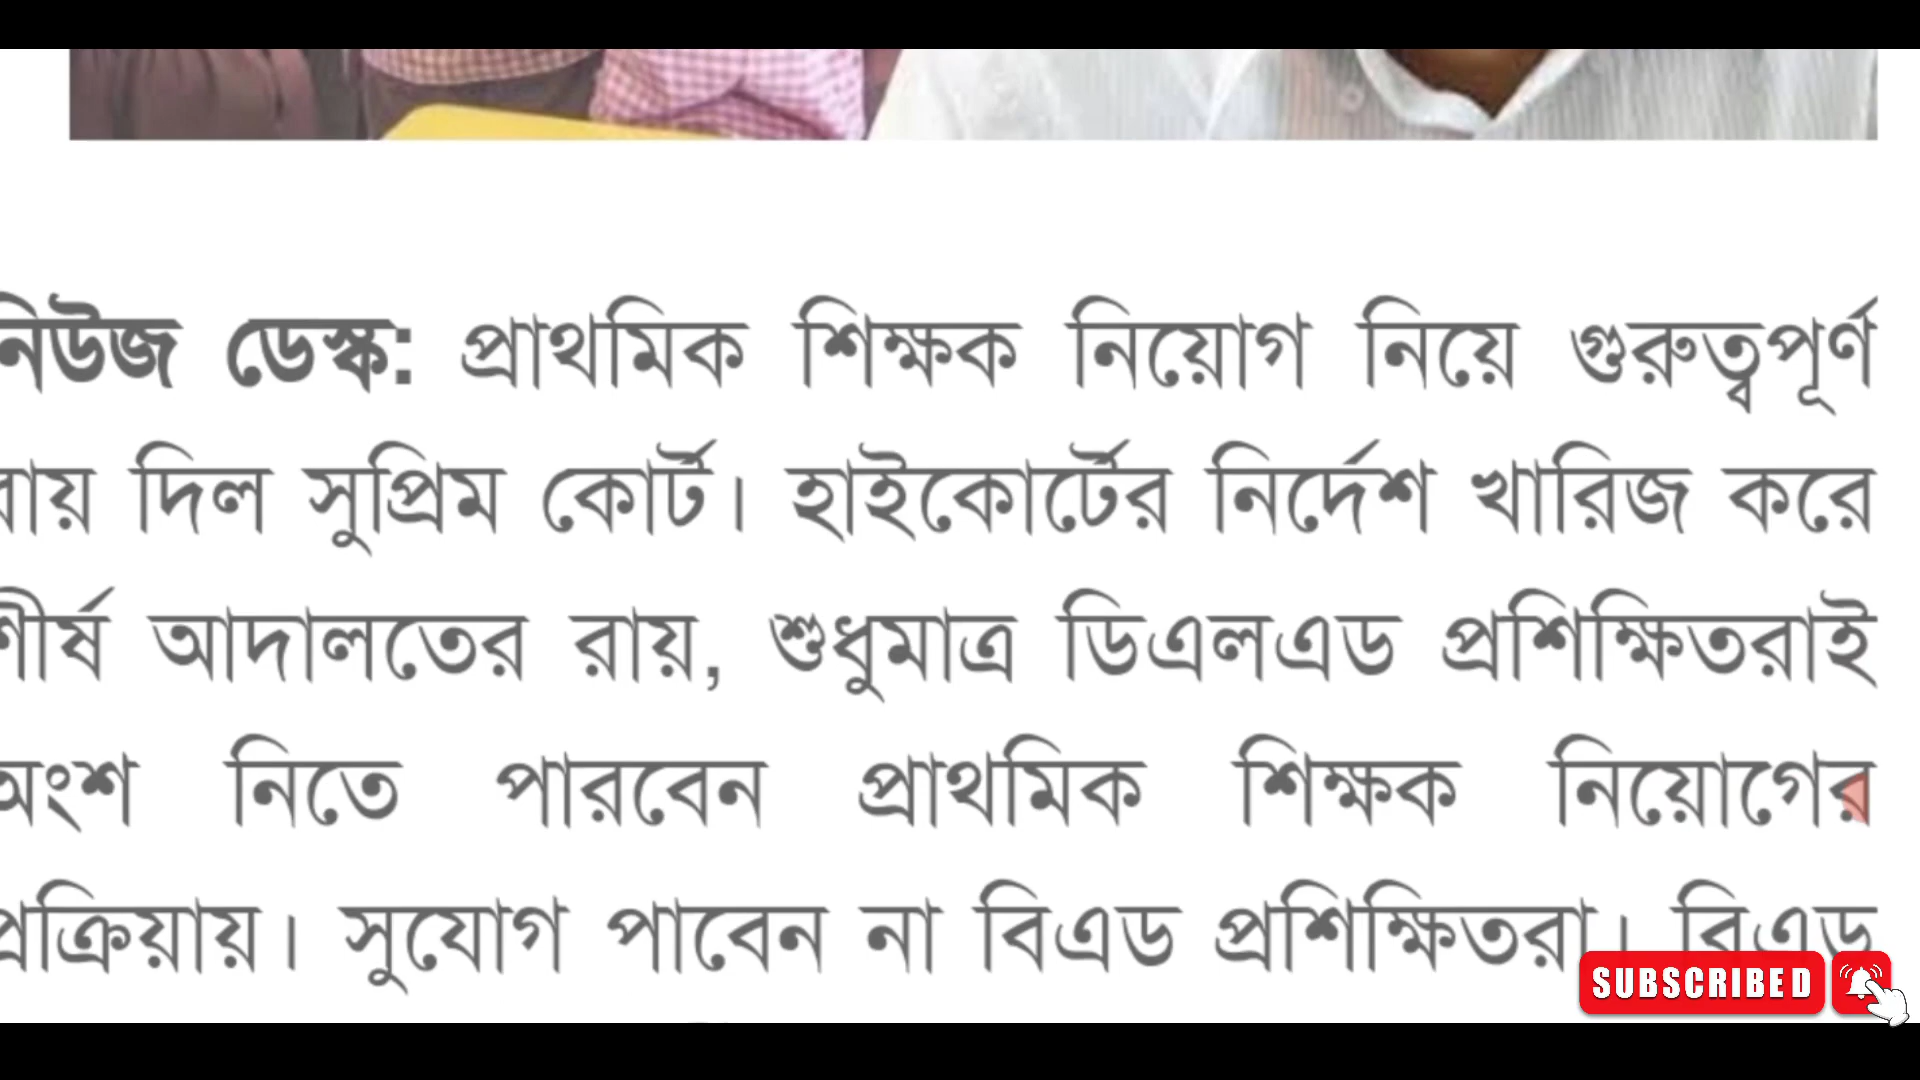 নিউজ ডেস্ক: প্রাথমিক শিক্ষক নিয়োগ নিয়ে গুরুত্বপূর্ণ
রায় দিল সুপ্রিম কোর্ট। হাইকোর্টের নির্দেশ খারিজ করে
শীর্ষ আদালতের রায়, শুধুমাত্র ডিএলএড প্রশিক্ষিতরাই
অংশ নিতে পারবেন প্রাথমিক শিক্ষক নিয়োগের
প্রক্রিয়ায়। সুযোগ পাবেন না বিএড প্রশিক্ষিতরা। বিএড
SUBSCRIBED